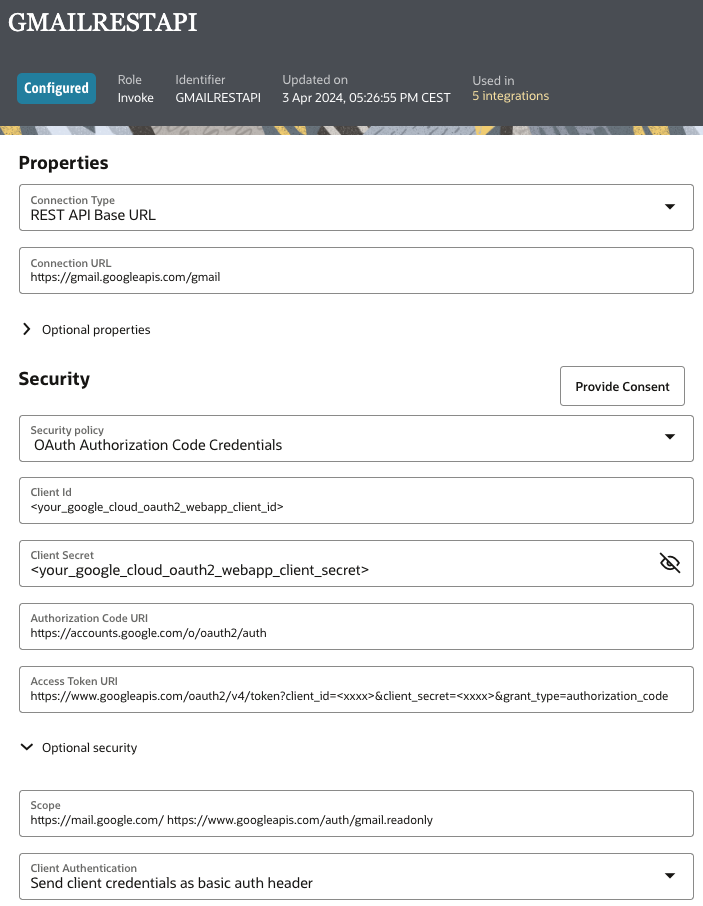 GMAILRESTAPI
Configured
Role
Invoke
Identifier
GMAILRESTAPI
Updated on
3 Apr 2024, 05:26:55 PM CEST
Used in
5 integrations
Properties
Connection Type
REST API Base URL
Connection URL
https://gmail.googleapis.com/gmail
Optional properties
Security
Provide Consent
Security policy
OAuth Authorization Code Credentials
Client Id
<your_google_cloud_oauth2_webapp_client_id>
Client Secret
<your_google_cloud_oauth2_webapp_client_secret>
Authorization Code URI
https://accounts.google.com/o/oauth2/auth
Access Token URI
https://www.googleapis.com/oauth2/v4/token?client_id=<xxxx>&client_secret=<xxxx>&grant_type=authorization_code
Optional security
Scope
https://mail.google.com/ https://www.googleapis.com/auth/gmail.readonly
Client Authentication
Send client credentials as basic auth header